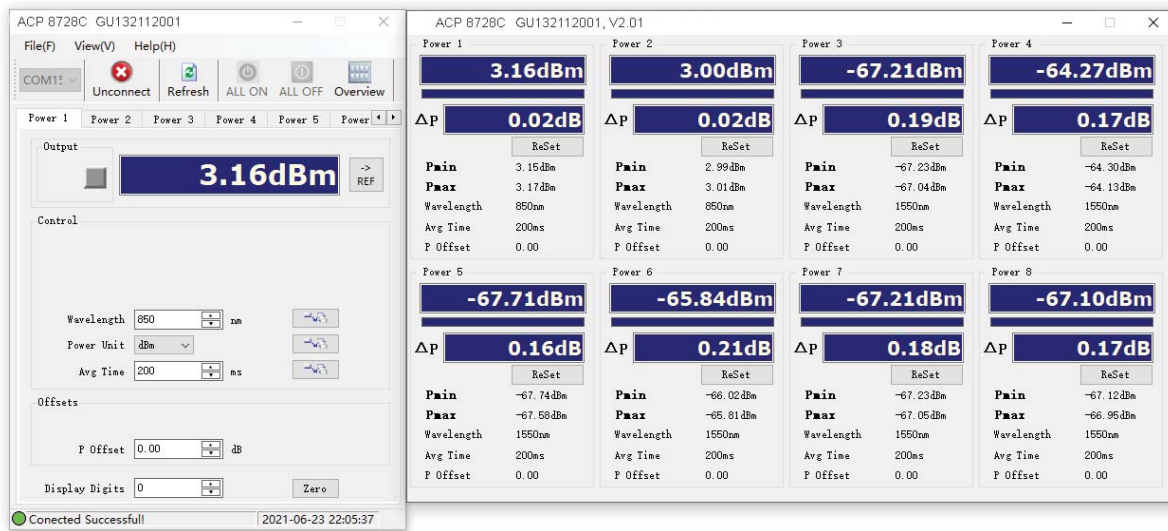 ACP 8728C GU132112001
File(F) View(V) Help(H)
Unconnect Refresh ALL ON ALL OFF Overview
Power 1 Power 2 Power 3 Power 4 Power 5 Power
Output
3.16dBm
->
REF
Control
Wavelength 850 nm
Power Unit dBm
Avg Time 200 ms
Offsets
P Offset 0.00 dB
Display Digits 0 Zero
Conected Successful! 2021-06-23 22:05:37
ACP 8728C GU132112001, V2.01
Power 1
3.16dBm
ΔP 0.02dB
ReSet
Pmin 3.15dBm
Pmax 3.17dBm
Wavelength 850nm
Avg Time 200ms
P Offset 0.00
Power 2
3.00dBm
ΔP 0.02dB
ReSet
Pmin 2.99dBm
Pmax 3.01dBm
Wavelength 850nm
Avg Time 200ms
P Offset 0.00
Power 3
-67.21dBm
ΔP 0.19dB
ReSet
Pmin -67.23dBm
Pmax -67.04dBm
Wavelength 1550nm
Avg Time 200ms
P Offset 0.00
Power 4
-64.27dBm
ΔP 0.17dB
ReSet
Pmin -64.30dBm
Pmax -64.13dBm
Wavelength 1550nm
Avg Time 200ms
P Offset 0.00
Power 5
-67.71dBm
ΔP 0.16dB
ReSet
Pmin -67.74dBm
Pmax -67.58dBm
Wavelength 1550nm
Avg Time 200ms
P Offset 0.00
Power 6
-65.84dBm
ΔP 0.21dB
ReSet
Pmin -66.02dBm
Pmax -65.81dBm
Wavelength 1550nm
Avg Time 200ms
P Offset 0.00
Power 7
-67.21dBm
ΔP 0.18dB
ReSet
Pmin -67.23dBm
Pmax -67.05dBm
Wavelength 1550nm
Avg Time 200ms
P Offset 0.00
Power 8
-67.10dBm
ΔP 0.17dB
ReSet
Pmin -67.12dBm
Pmax -66.95dBm
Wavelength 1550nm
Avg Time 200ms
P Offset 0.00